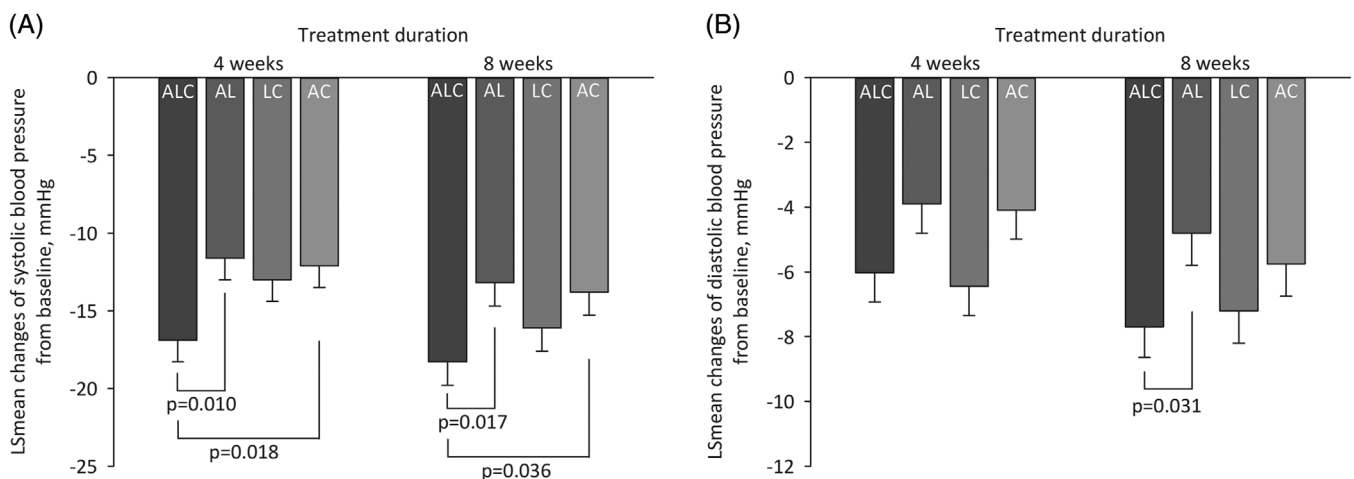 (A)
Treatment duration
4 weeks 8 weeks
0
-5
-10
-15
-20
-25
LSmean changes of systolic blood pressure
from baseline, mmHg
ALC AL LC AC
ALC AL LC AC
p=0.010
p=0.018
p=0.017
p=0.036
(B)
Treatment duration
4 weeks 8 weeks
0
-2
-4
-6
-8
-10
-12
LSmean changes of diastolic blood pressure
from baseline, mmHg
ALC AL LC AC
ALC AL LC AC
p=0.031